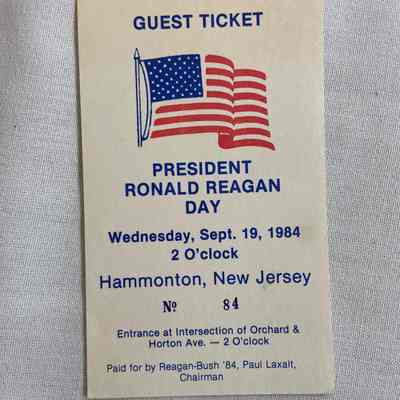 GUEST TICKET
PRESIDENT
RONALD REAGAN
DAY
Wednesday, Sept. 19, 1984
2 O'clock
Hammonton, New Jersey
Nº 84
Entrance at Intersection of Orchard &
Horton Ave. — 2 O'clock
Paid for by Reagan-Bush '84, Paul Laxalt,
Chairman